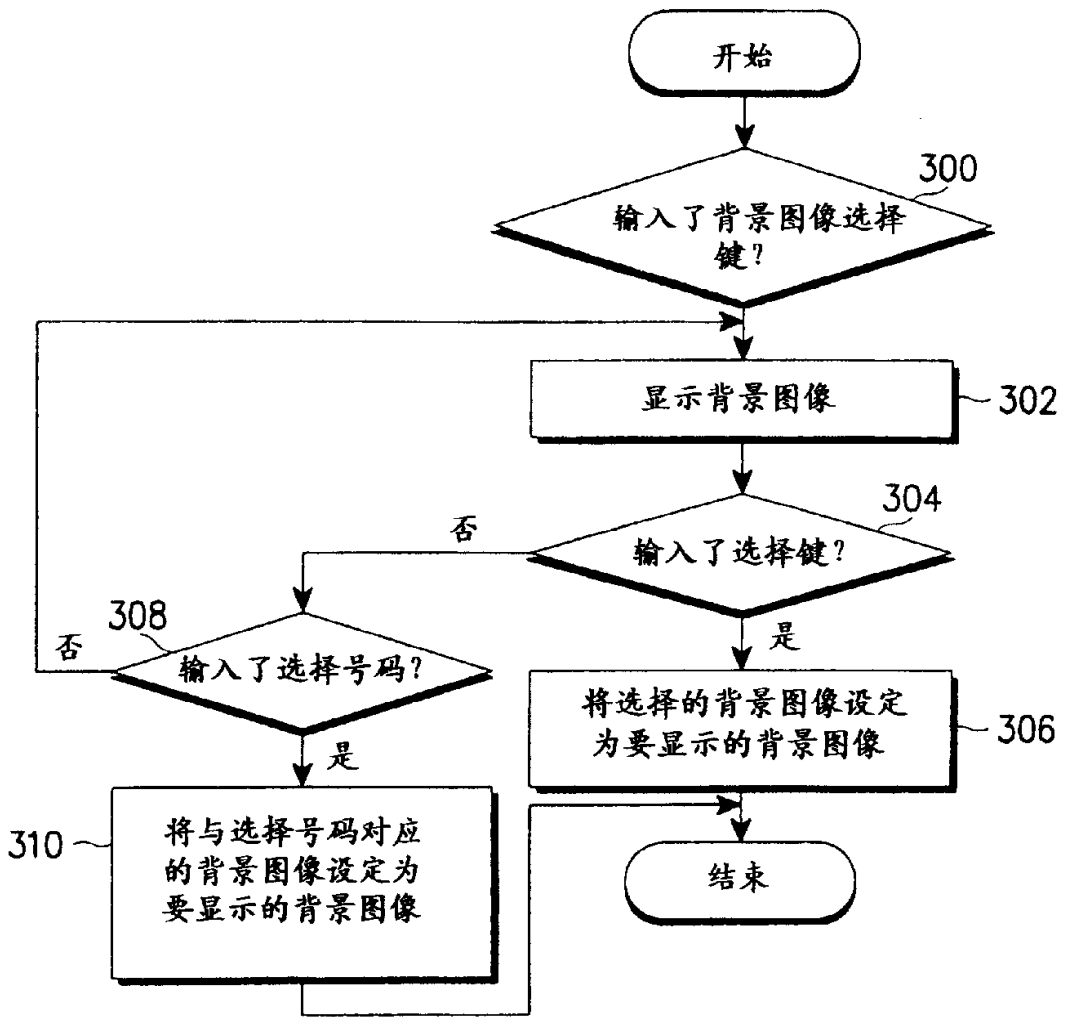 开始
300
输入了背景图像选择
键？
显示背景图像
302
304
否
输入了选择键？
308
是
否
输入了选择号码？
将选择的背景图像设定
为要显示的背景图像
306
是
310
将与选择号码对应
的背景图像设定为
要显示的背景图像
结束